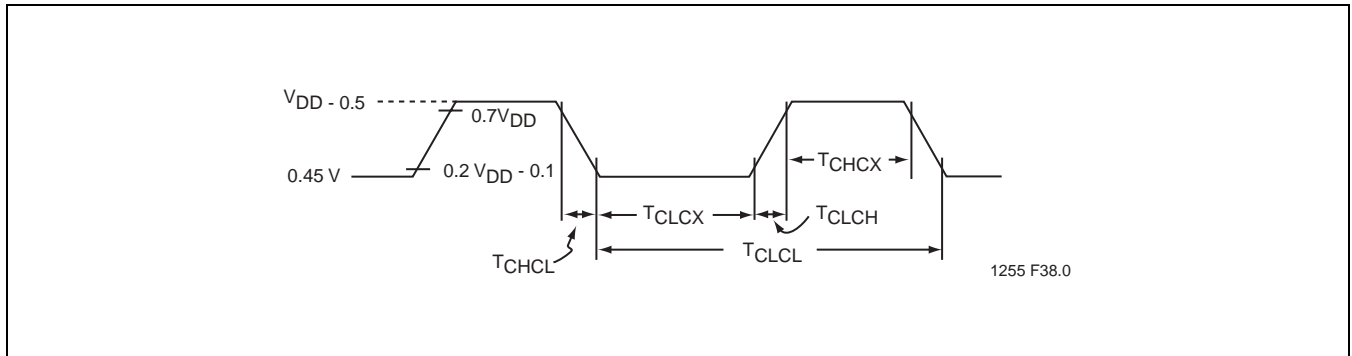 VDD - 0.5
0.7VDD
0.45 V
0.2 VDD - 0.1
TCHCX
TCLCX
TCLCH
TCHCL
TCLCL
1255 F38.0